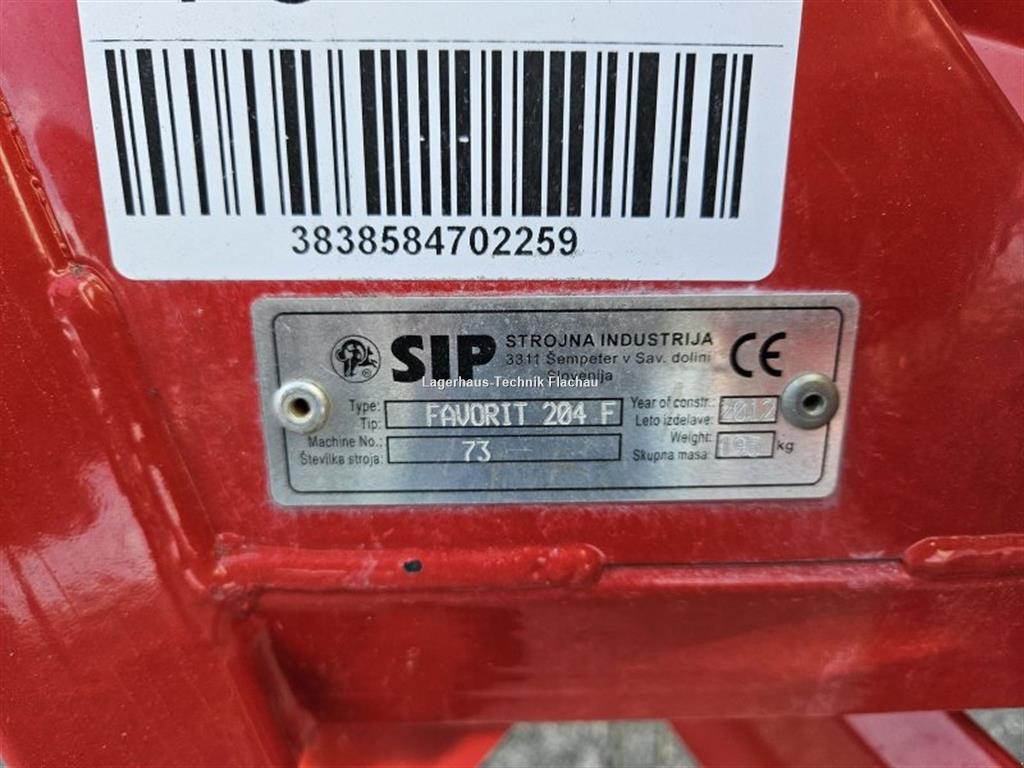 3838584702259
SIP
STROJNA INDUSTRIJA
3311 Šempeter v Sav. dolini
Slovenija
CE
®
Lagerhaus-Technik Flachau
Type: FAVORIT 204 F
Tip:
Year of constr.: 2012
Leto izdelave:
Machine No.: 73
Številka stroja:
Weight: kg
Skupna masa: